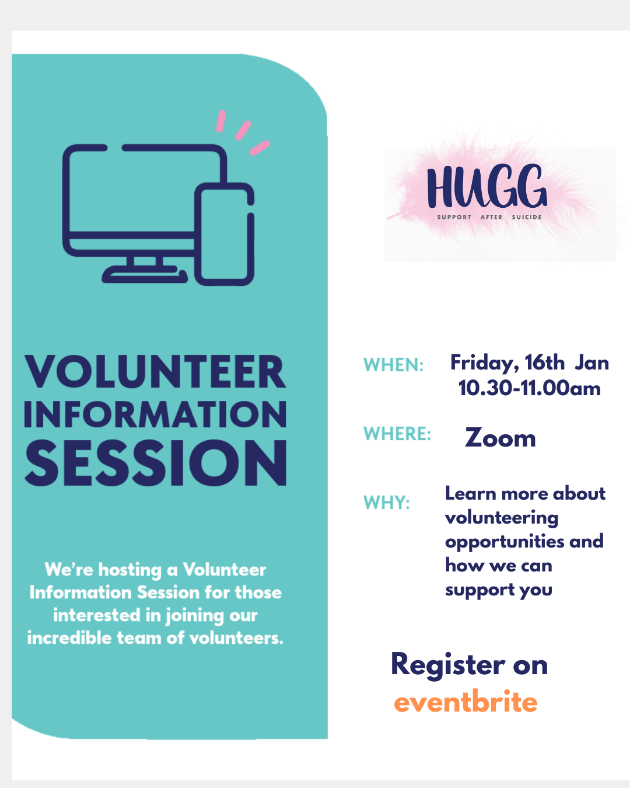 VOLUNTEER
INFORMATION
SESSION
We're hosting a Volunteer
Information Session for those
interested in joining our
incredible team of volunteers.
HUGG
SUPPORT AFTER SUICIDE
WHEN: Friday, 16th Jan
10.30-11.00am
WHERE: Zoom
WHY: Learn more about
volunteering
opportunities and
how we can
support you
Register on
eventbrite